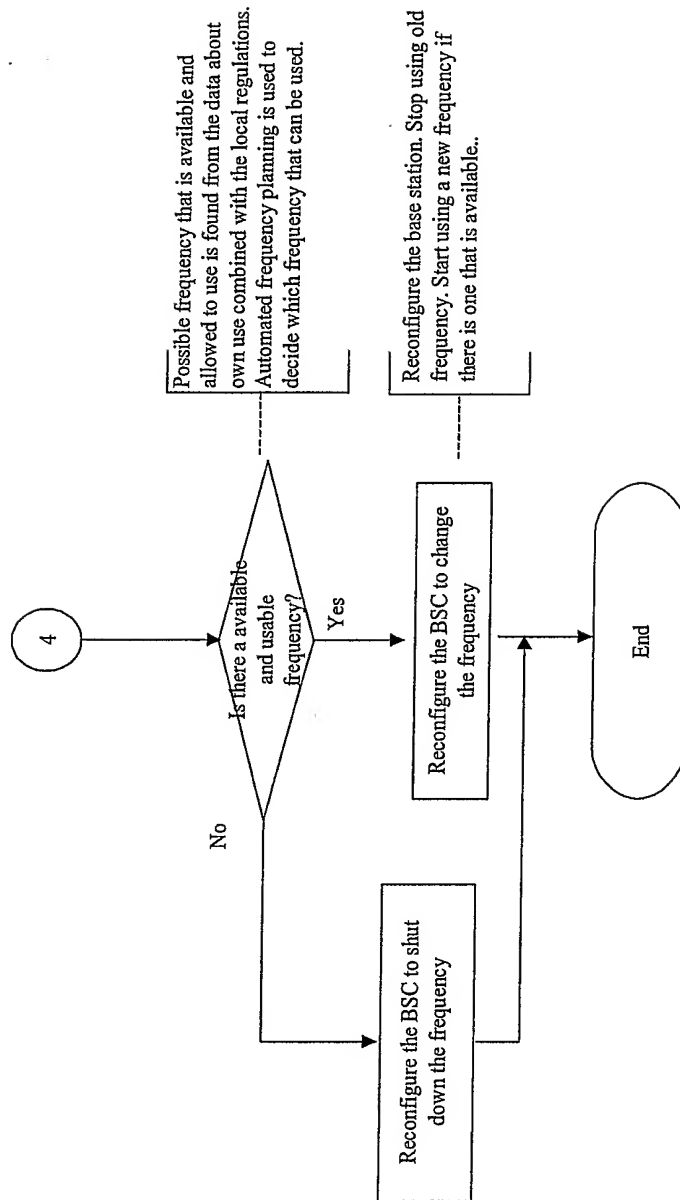 4
Is there a available
and usable
frequency?
Possible frequency that is available and
allowed to use is found from the data about
own use combined with the local regulations.
Automated frequency planning is used to
decide which frequency that can be used.
No
Yes
Reconfigure the BSC to shut
down the frequency
Reconfigure the BSC to change
the frequency
Reconfigure the base station. Stop using old
frequency. Start using a new frequency if
there is one that is available..
End